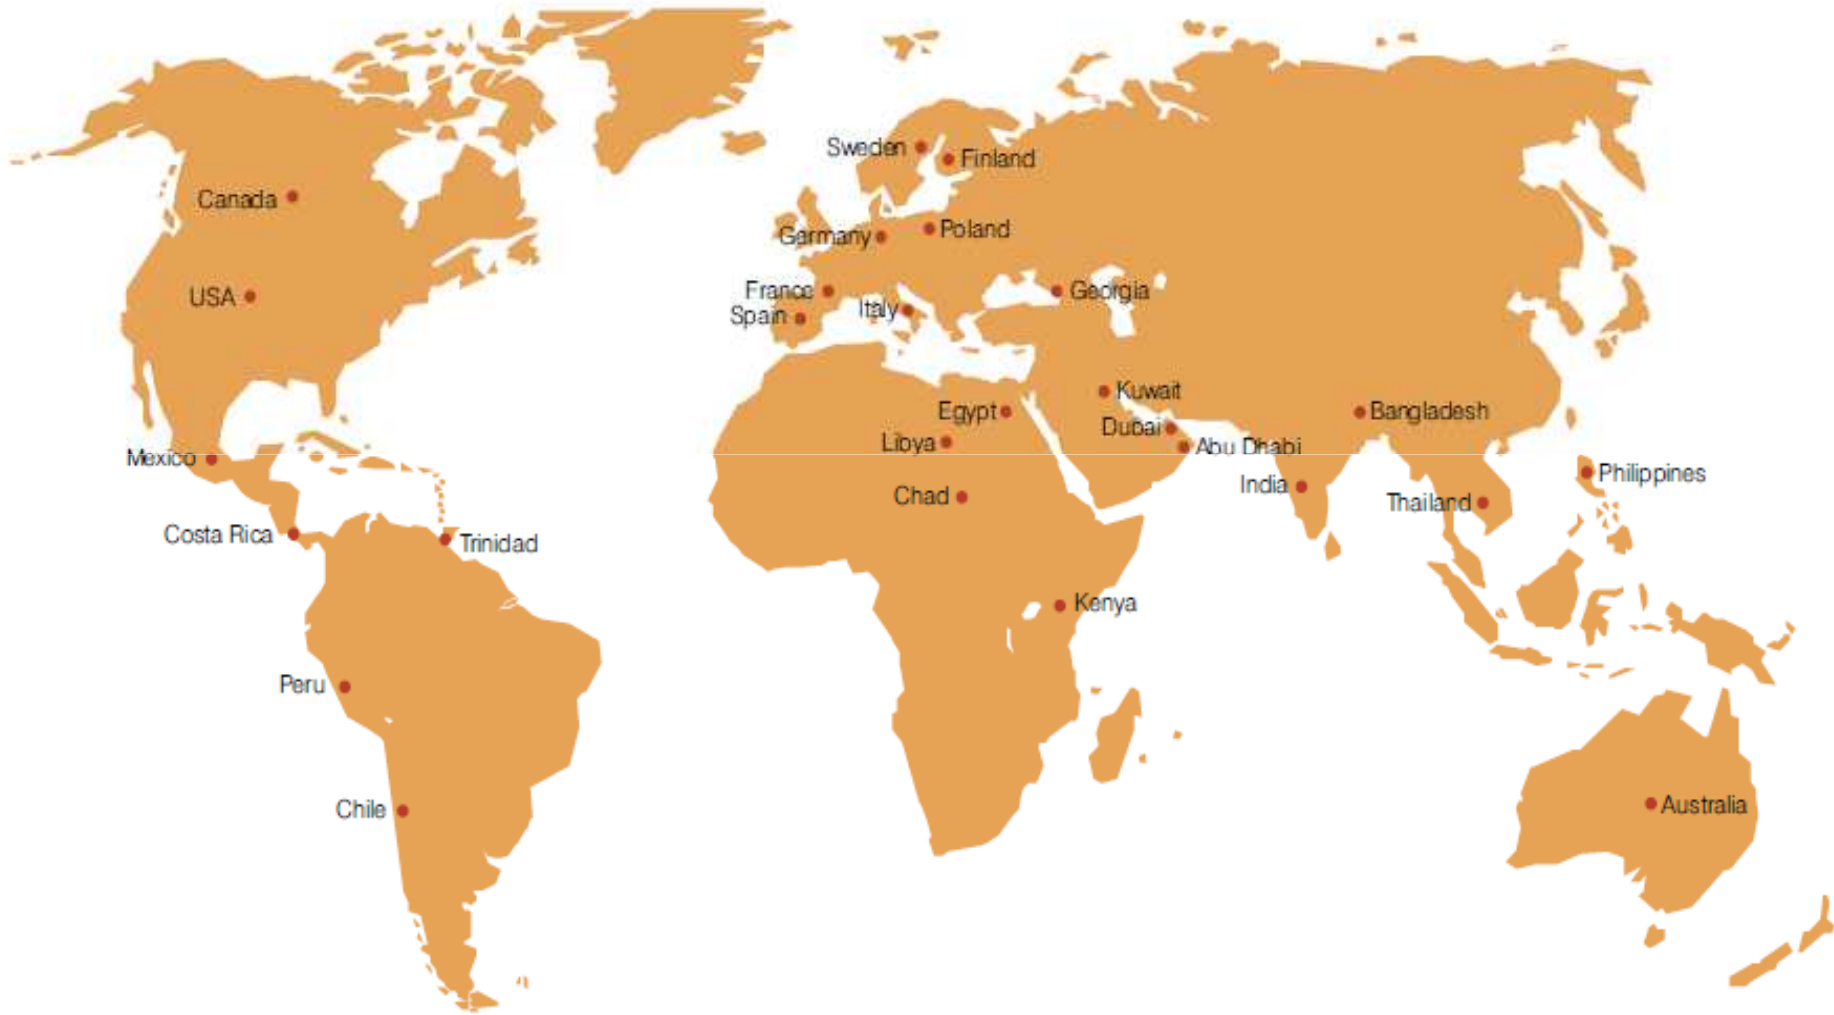 Sweden
Finland
Canada
Germany
Poland
USA
France
Georgia
Spain
Italy
Kuwait
Egypt
Bangladesh
Dubai
Libya
Abu Dhabi
Mexico
Philippines
India
Chad
Thailand
Costa Rica
Trinidad
Kenya
Peru
Chile
Australia